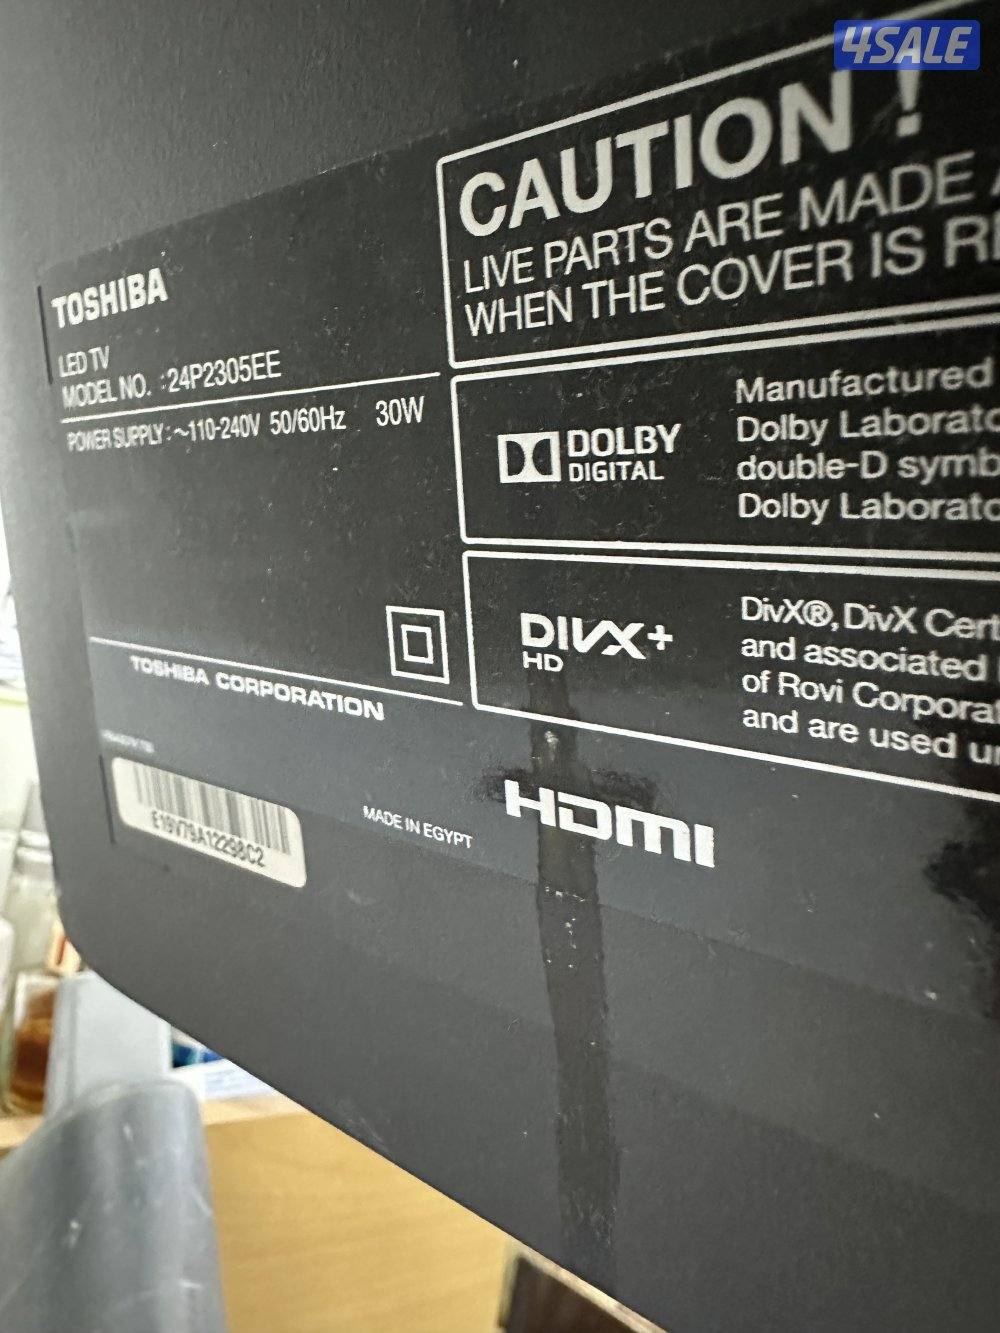 4SALE
CAUTION !
LIVE PARTS ARE MADE
WHEN THE COVER IS
TOSHIBA
LED TV
MODEL NO. : 24P2305EE
POWER SUPPLY : ~110-240V 50/60Hz 30W
DOLBY
DIGITAL
Manufactured
Dolby Laborato
double-D symb
Dolby Laborato
DIVX+
HD
DivX®, DivX Cert
and associated
of Rovi Corporat
and are used u
TOSHIBA CORPORATION
E19V79A12298C2
MADE IN EGYPT
HDMI